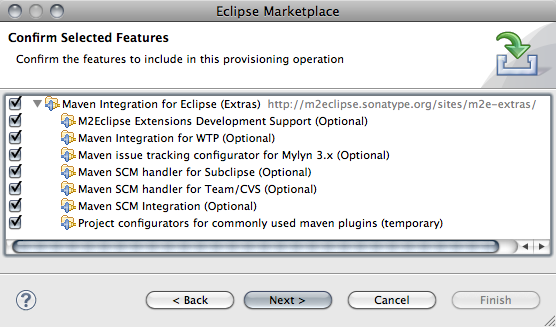 Eclipse Marketplace
Confirm Selected Features
Confirm the features to include in this provisioning operation
Maven Integration for Eclipse (Extras) http://m2eclipse.sonatype.org/sites/m2e-extras/
M2Eclipse Extensions Development Support (Optional)
Maven Integration for WTP (Optional)
Maven issue tracking configurator for Mylyn 3.x (Optional)
Maven SCM handler for Subclipse (Optional)
Maven SCM handler for Team/CVS (Optional)
Maven SCM Integration (Optional)
Project configurators for commonly used maven plugins (temporary)
? < Back Next > Cancel Finish